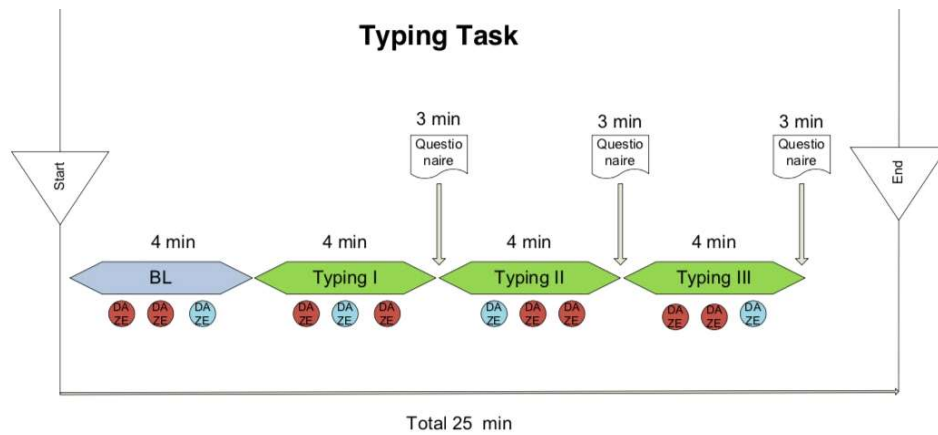 Typing Task
3 min
3 min
3 min
Questio
naire
Questio
naire
Questio
naire
Start
End
4 min
4 min
4 min
4 min
BL
Typing I
Typing II
Typing III
DA
ZE
DA
ZE
DA
ZE
DA
ZE
DA
ZE
DA
ZE
DA
ZE
DA
ZE
DA
ZE
DA
ZE
DA
ZE
DA
ZE
Total 25 min